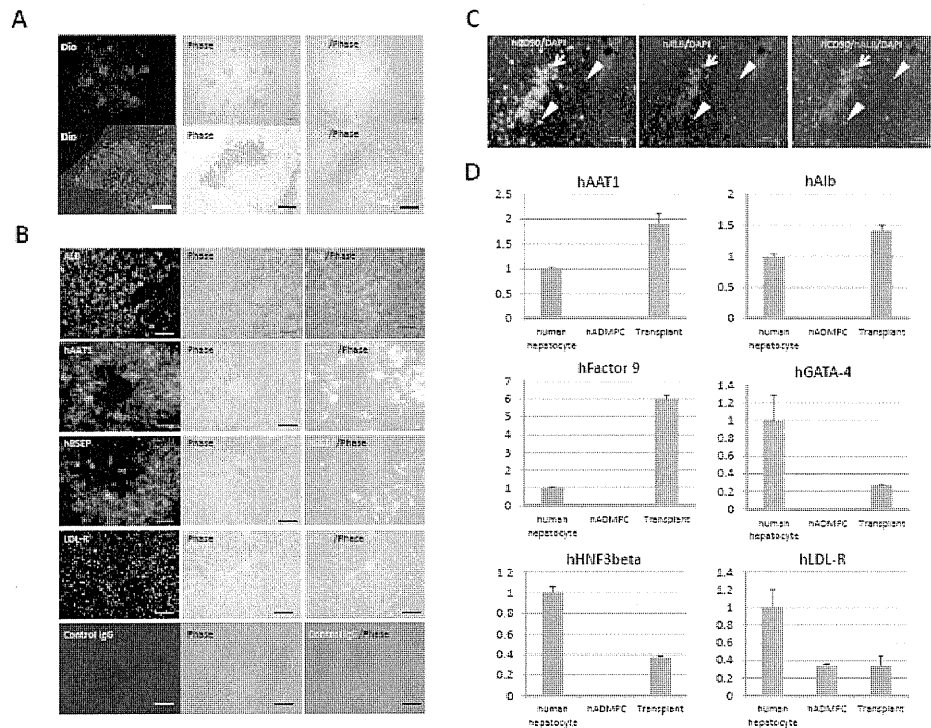 A
Dio
Phase
/Phase
Dio
Phase
/Phase
B
ALB
Phase
/Phase
hAAT1
Phase
/Phase
hBSEP
Phase
/Phase
LDL-R
Phase
/Phase
Control IgG
Phase
Control IgG/Phase
C
hCD90/DAPI
hALB/DAPI
hCD90/hALB/DAPI
D
hAAT1
2.5
2
1.5
1
0.5
0
human hepatocyte
hADMPC
Transplant
hAlb
2
1.5
1
0.5
0
human hepatocyte
hADMPC
Transplant
hFactor 9
7
6
5
4
3
2
1
0
human hepatocyte
hADMPC
Transplant
hGATA-4
1.4
1.2
1
0.8
0.6
0.4
0.2
0
human hepatocyte
hADMPC
Transplant
hHNF3beta
1.2
1
0.8
0.6
0.4
0.2
0
human hepatocyte
hADMPC
Transplant
hLDL-R
1.4
1.2
1
0.8
0.6
0.4
0.2
0
human hepatocyte
hADMPC
Transplant